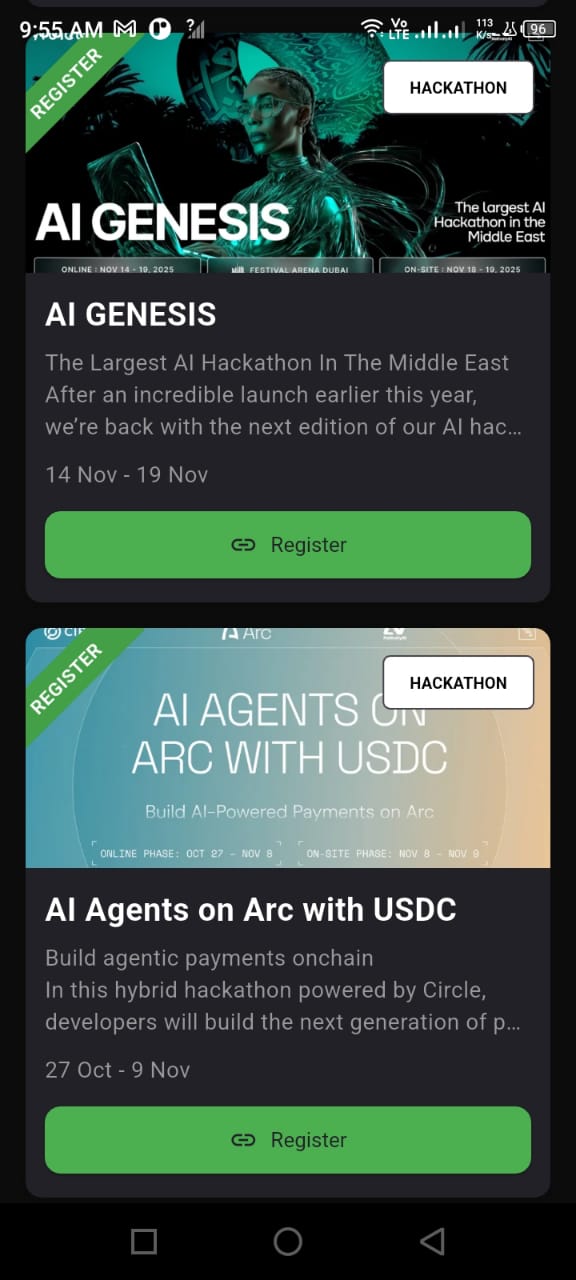 9:55 AM
Vo
LTE
113
K/s
96
REGISTER
HACKATHON
AI GENESIS
The largest AI
Hackathon in the
Middle East
ONLINE : NOV 14 - 19, 2025
FESTIVAL ARENA DUBAI
ON-SITE : NOV 18 - 19, 2025
AI GENESIS
The Largest AI Hackathon In The Middle East
After an incredible launch earlier this year,
we’re back with the next edition of our AI hac...
14 Nov - 19 Nov
Register
Arc
REGISTER
HACKATHON
AI AGENTS ON
ARC WITH USDC
Build AI-Powered Payments on Arc
ONLINE PHASE: OCT 27 - NOV 8
ON-SITE PHASE: NOV 8 - NOV 9
AI Agents on Arc with USDC
Build agentic payments onchain
In this hybrid hackathon powered by Circle,
developers will build the next generation of p...
27 Oct - 9 Nov
Register